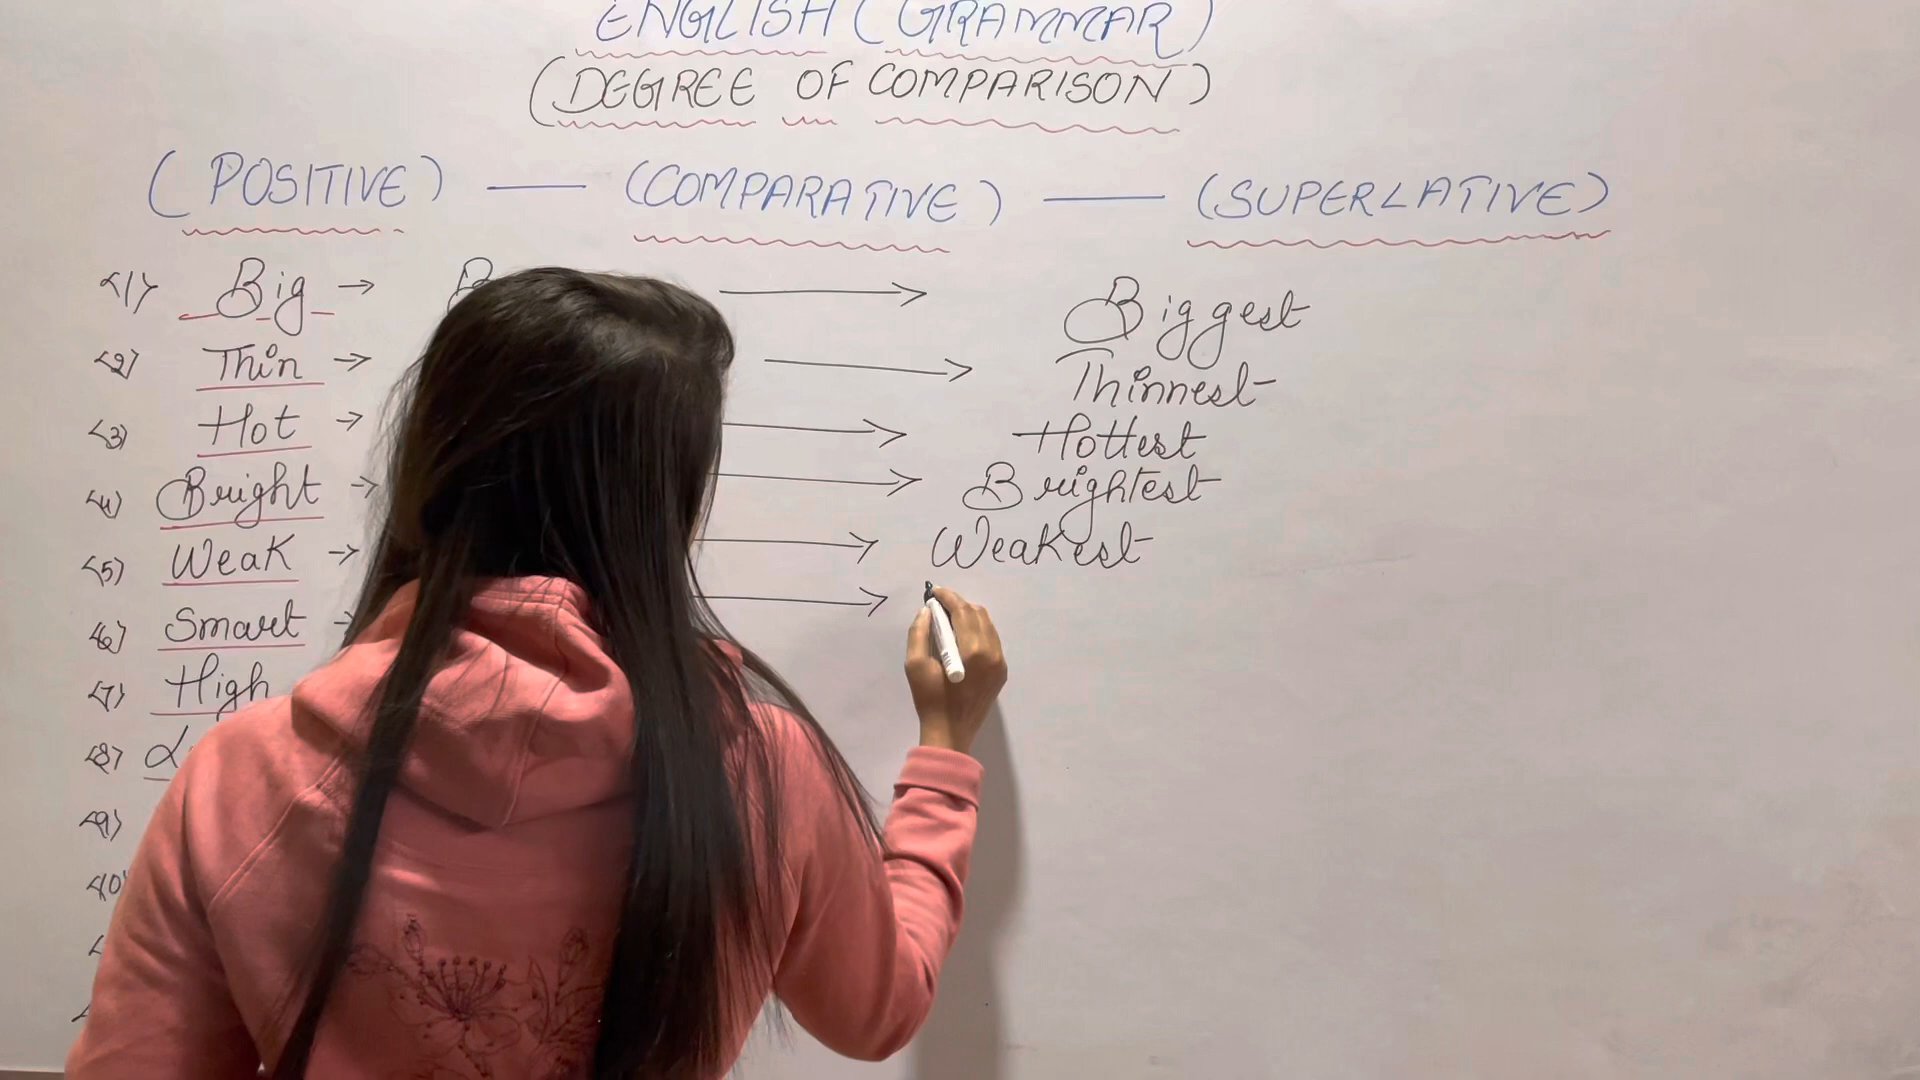 ENGLISH (GRAMMAR)
(DEGREE OF COMPARISON)
(POSITIVE) — (COMPARATIVE) — (SUPERLATIVE)
<1> Big → B → Biggest
<2> Thin → → Thinnest
<3> Hot → → Hottest
<4> Bright → → Brightest
<5> Weak → → Weakest
<6> Smart → →
<7> High
<8> L
<9>
<10>